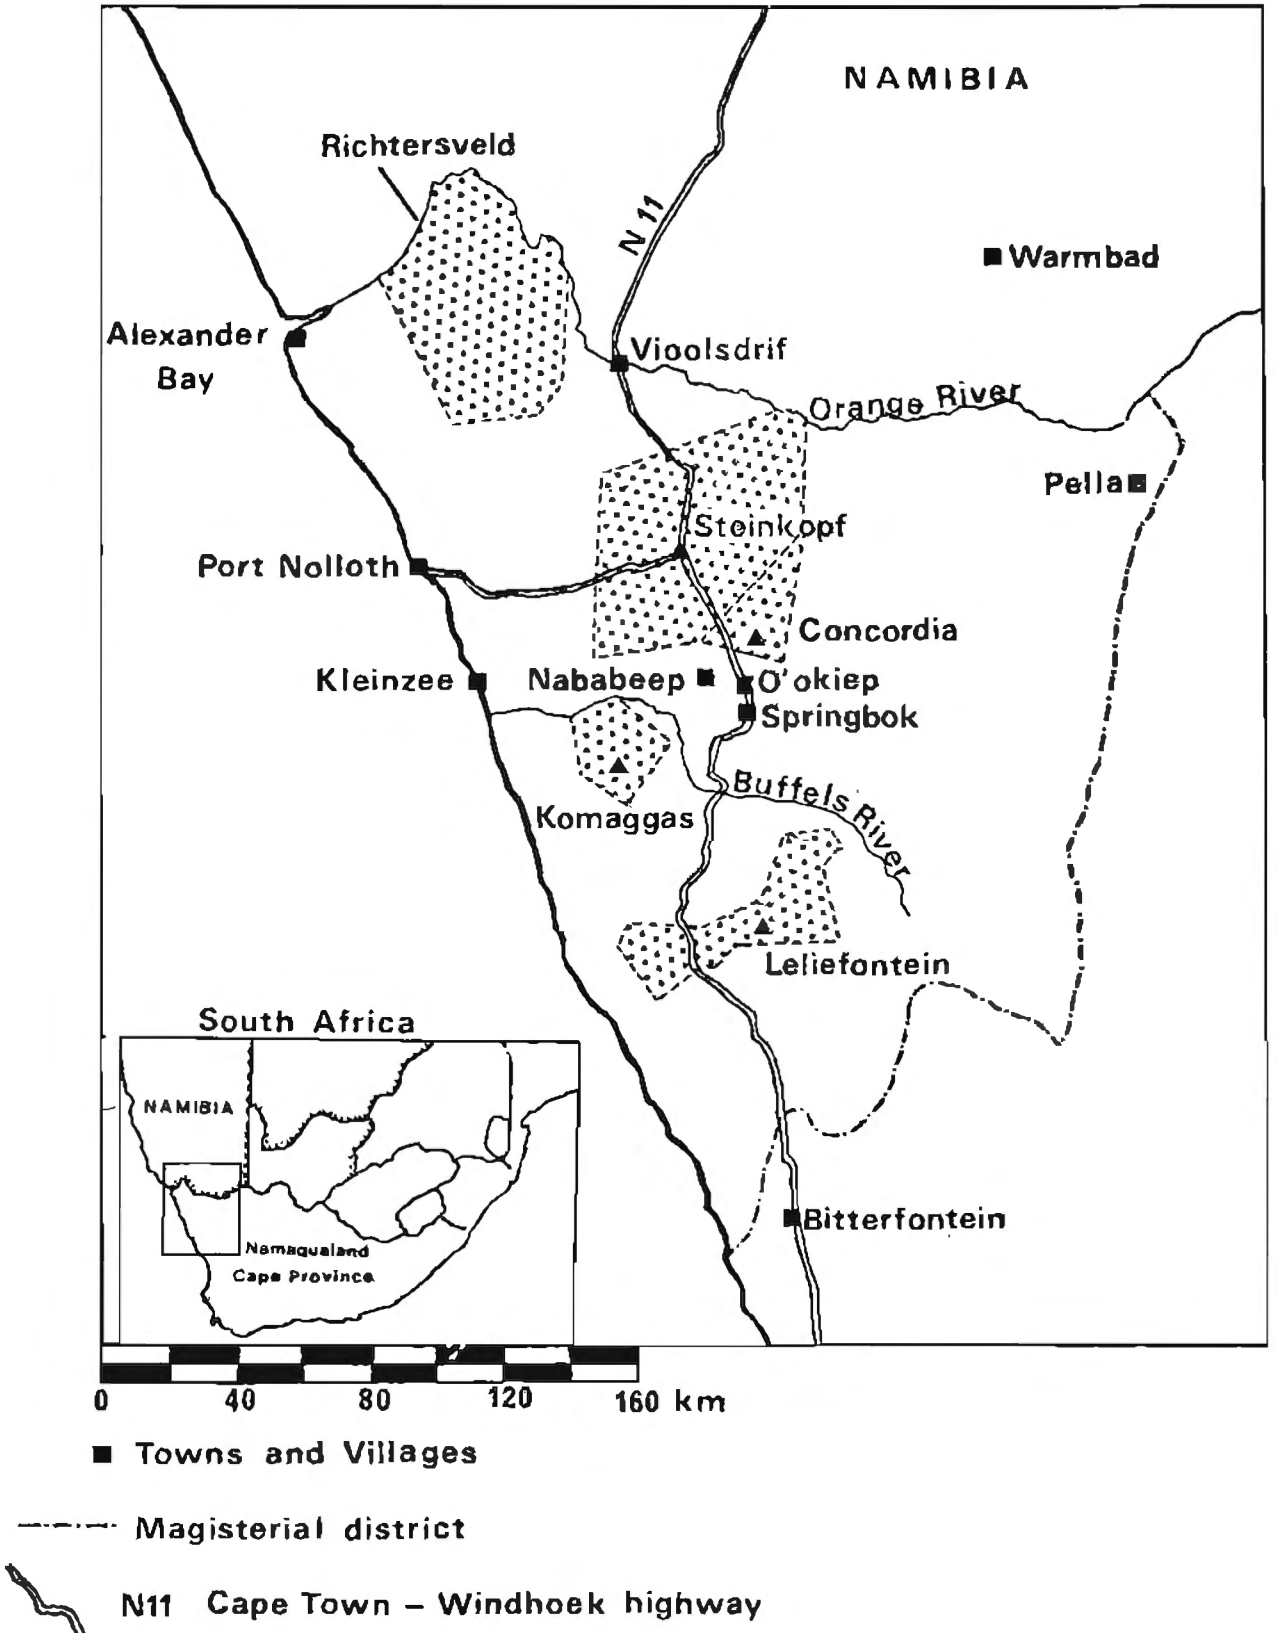 NAMIBIA
Richtersveld
N 11
Warmbad
Alexander
Bay
Vioolsdrif
Orange River
Pella
Steinkopf
Port Nolloth
Concordia
Kleinzee
Nababeep
O'okiep
Springbok
Buffels River
Komaggas
Leliefontein
South Africa
NAMIBIA
Namaqualand
Cape Province
Bitterfontein
0 40 80 120 160 km
Towns and Villages
Magisterial district
N11 Cape Town – Windhoek highway